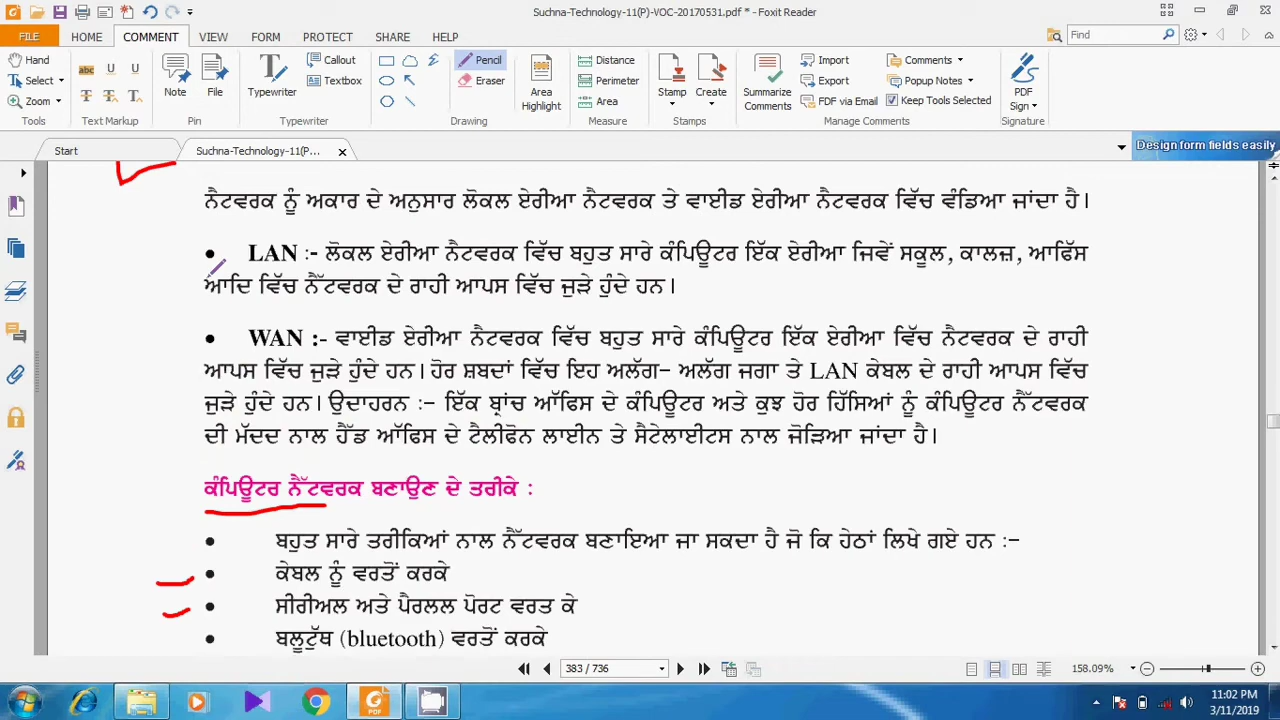 Suchna-Technology-11(P)-VOC-20170531.pdf * - Foxit Reader
FILE HOME COMMENT VIEW FORM PROTECT SHARE HELP Find
Hand Select Zoom Tools
Text Markup
Note File Pin
Typewriter Callout Textbox Typewriter
Pencil Eraser Area Highlight Drawing
Distance Perimeter Area Measure
Stamp Create Stamps
Summarize Comments Import Export FDF via Email Comments Popup Notes Keep Tools Selected Manage Comments
PDF Sign Signature
Start Suchna-Technology-11(P... Design form fields easily
ਨੈਟਵਰਕ ਨੂੰ ਅਕਾਰ ਦੇ ਅਨੁਸਾਰ ਲੋਕਲ ਏਰੀਆ ਨੈਟਵਰਕ ਤੇ ਵਾਈਡ ਏਰੀਆ ਨੈਟਵਰਕ ਵਿੱਚ ਵੰਡਿਆ ਜਾਂਦਾ ਹੈ।
• LAN :- ਲੋਕਲ ਏਰੀਆ ਨੈਟਵਰਕ ਵਿੱਚ ਬਹੁਤ ਸਾਰੇ ਕੰਪਿਊਟਰ ਇੱਕ ਏਰੀਆ ਜਿਵੇਂ ਸਕੂਲ, ਕਾਲਜ਼, ਆਫਿੱਸ
ਆਦਿ ਵਿੱਚ ਨੈੱਟਵਰਕ ਦੇ ਰਾਹੀ ਆਪਸ ਵਿੱਚ ਜੁੜੇ ਹੁੰਦੇ ਹਨ।
• WAN :- ਵਾਈਡ ਏਰੀਆ ਨੈਟਵਰਕ ਵਿੱਚ ਬਹੁਤ ਸਾਰੇ ਕੰਪਿਊਟਰ ਇੱਕ ਏਰੀਆ ਵਿੱਚ ਨੈਟਵਰਕ ਦੇ ਰਾਹੀ
ਆਪਸ ਵਿੱਚ ਜੁੜੇ ਹੁੰਦੇ ਹਨ। ਹੋਰ ਸ਼ਬਦਾਂ ਵਿੱਚ ਇਹ ਅਲੱਗ- ਅਲੱਗ ਜਗਾ ਤੇ LAN ਕੇਬਲ ਦੇ ਰਾਹੀ ਆਪਸ ਵਿੱਚ
ਜੁੜੇ ਹੁੰਦੇ ਹਨ। ਉਦਾਹਰਨ :- ਇੱਕ ਬ੍ਰਾਂਚ ਆੱਫਿਸ ਦੇ ਕੰਪਿਊਟਰ ਅਤੇ ਕੁਝ ਹੋਰ ਹਿੱਸਿਆਂ ਨੂੰ ਕੰਪਿਊਟਰ ਨੈੱਟਵਰਕ
ਦੀ ਮੱਦਦ ਨਾਲ ਹੈੱਡ ਆੱਫਿਸ ਦੇ ਟੈਲੀਫੋਨ ਲਾਈਨ ਤੇ ਸੈਟੇਲਾਈਟਸ ਨਾਲ ਜੋੜਿਆ ਜਾਂਦਾ ਹੈ।
ਕੰਪਿਊਟਰ ਨੈੱਟਵਰਕ ਬਣਾਉਣ ਦੇ ਤਰੀਕੇ :
• ਬਹੁਤ ਸਾਰੇ ਤਰੀਕਿਆਂ ਨਾਲ ਨੈੱਟਵਰਕ ਬਣਾਇਆ ਜਾ ਸਕਦਾ ਹੈ ਜੋ ਕਿ ਹੇਠਾਂ ਲਿਖੇ ਗਏ ਹਨ :-
• ਕੇਬਲ ਨੂੰ ਵਰਤੋਂ ਕਰਕੇ
• ਸੀਰੀਅਲ ਅਤੇ ਪੈਰਲਲ ਪੋਰਟ ਵਰਤ ਕੇ
• ਬਲੂਟੁੱਥ (bluetooth) ਵਰਤੋਂ ਕਰਕੇ
383 / 736 158.09%
11:02 PM
3/11/2019